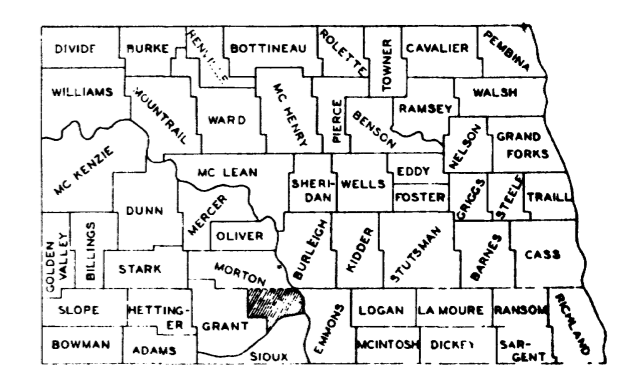 DIVIDE
BURKE
RENVILLE
BOTTINEAU
ROLETTE
TOWNER
CAVALIER
PEMBINA
WILLIAMS
MOUNTRAIL
WARD
MC HENRY
PIERCE
BENSON
RAMSEY
WALSH
NELSON
GRAND
FORKS
MC KENZIE
MC LEAN
SHERI-
DAN
WELLS
EDDY
FOSTER
GRIGGS
STEELE
TRAILL
DUNN
MERCER
OLIVER
GOLDEN
VALLEY
BILLINGS
STARK
MORTON
BURLEIGH
KIDDER
STUTSMAN
BARNES
CASS
SLOPE
HETTING-
ER
GRANT
EMMONS
LOGAN
LA MOURE
RANSOM
RICHLAND
BOWMAN
ADAMS
SIOUX
MCINTOSH
DICKEY
SAR-
GENT